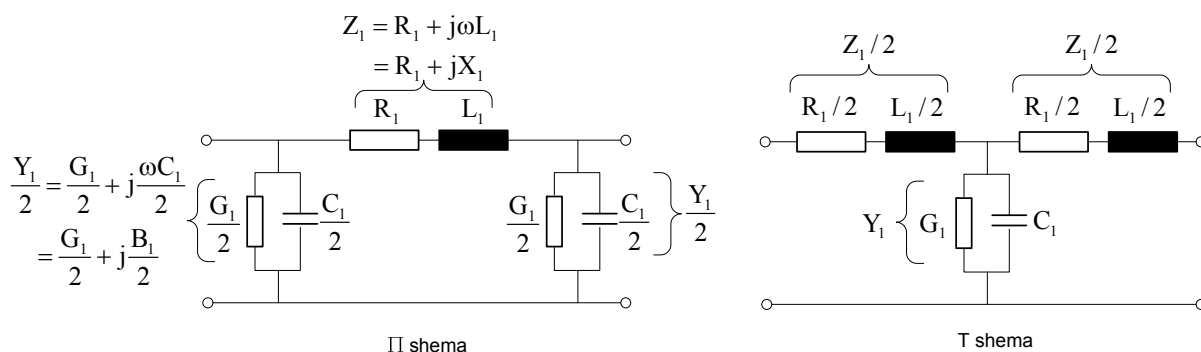 Z₁ = R₁ + jωL₁
= R₁ + jX₁
R₁ L₁
Y₁/2 = G₁/2 + j ωC₁/2
= G₁/2 + j B₁/2
G₁/2 C₁/2
G₁/2 C₁/2 Y₁/2
Π shema
Z₁/2 Z₁/2
R₁/2 L₁/2 R₁/2 L₁/2
Y₁ G₁ C₁
T shema